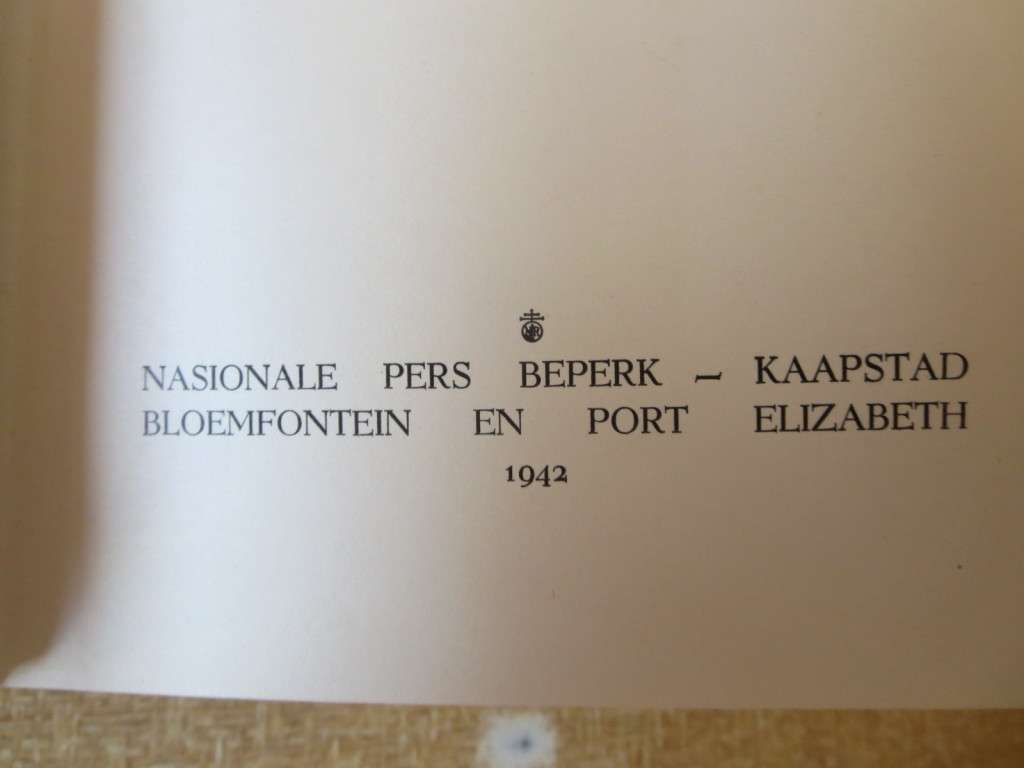 NASIONALE PERS BEPERK – KAAPSTAD
BLOEMFONTEIN EN PORT ELIZABETH
1942